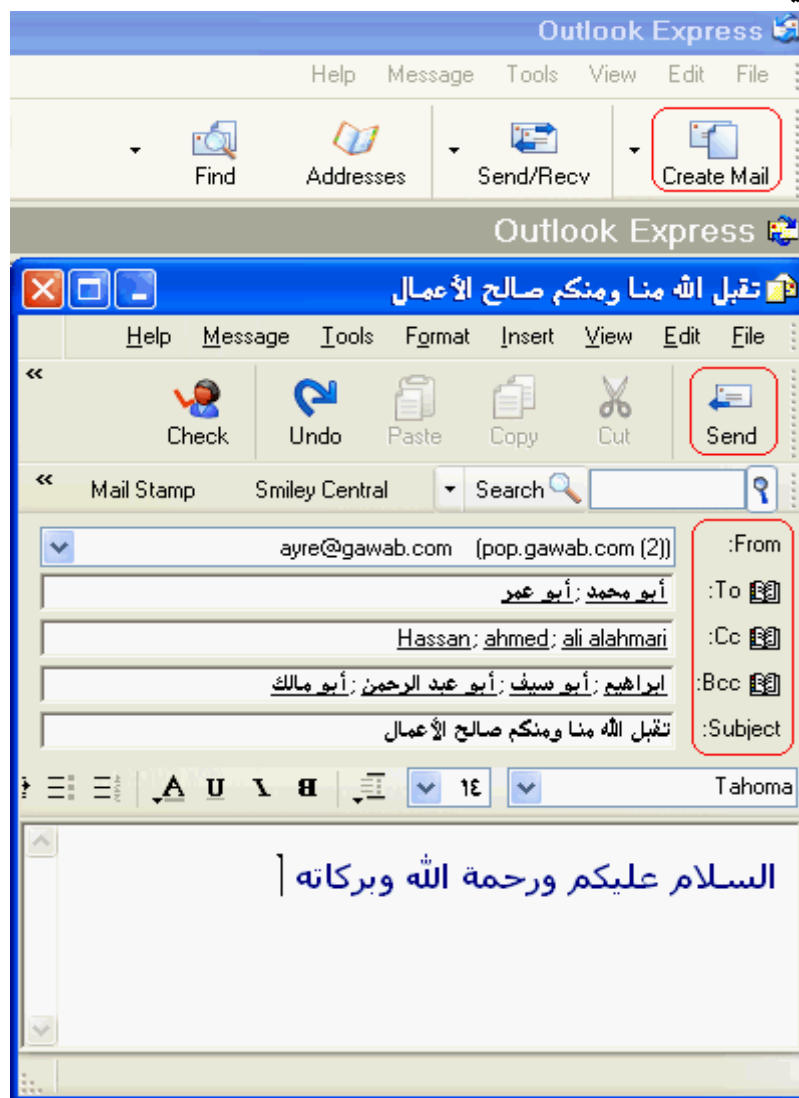 Outlook Express
File Edit View Tools Message Help
Create Mail Send/Recv Addresses Find
Outlook Express
تقبل الله منا ومنكم صالح الأعمال
File Edit View Insert Format Tools Message Help
Send Cut Copy Paste Undo Check «
Search Smiley Central Mail Stamp «
From: ayre@gawab.com (pop.gawab.com (2))
To: أبو محمد ; أبو عمر
Cc: Hassan; ahmed; ali alahmari
Bcc: ابراهيم ; أبو سيف ; أبو عبد الرحمن ; أبو مالك
Subject: تقبل الله منا ومنكم صالح الأعمال
Tahoma ١٤ B I U A
السلام عليكم ورحمة الله وبركاته